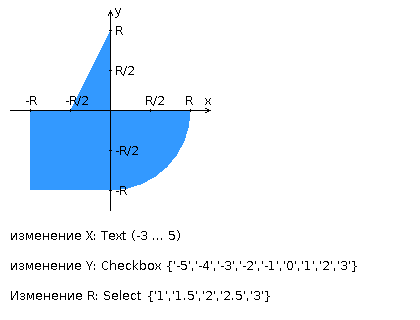 y
R
R/2
-R -R/2 R/2 R x
-R/2
-R
изменение X: Text (-3 ... 5)
изменение Y: Checkbox {'-5','-4','-3','-2','-1','0','1','2','3'}
Изменение R: Select {'1','1.5','2','2.5','3'}